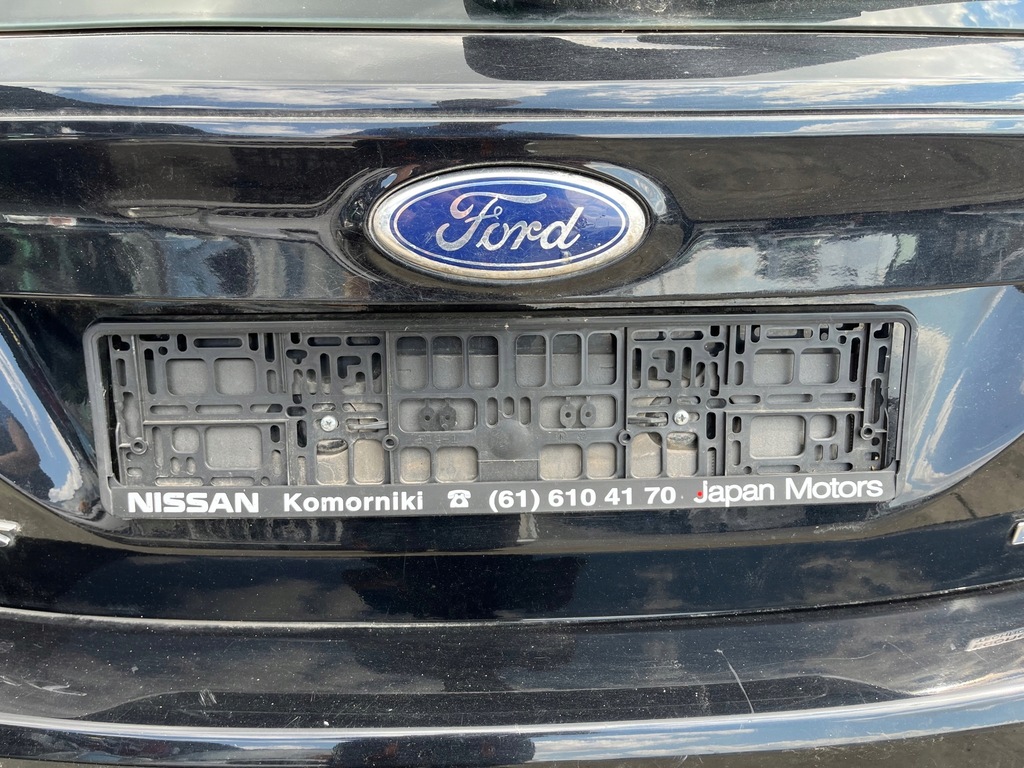 Ford
NISSAN Komorniki ☎ (61) 610 41 70 Japan Motors